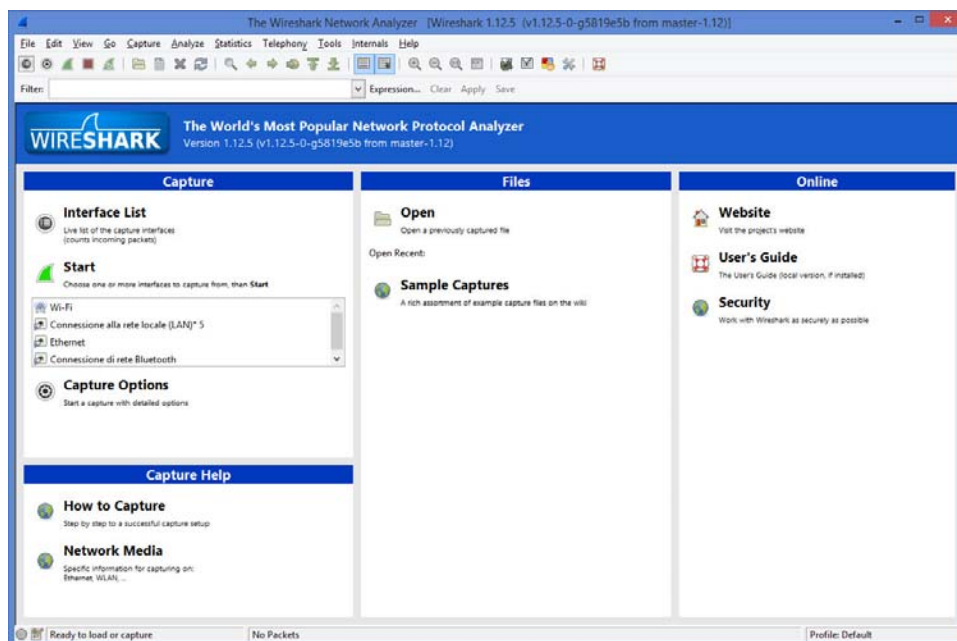 The Wireshark Network Analyzer [Wireshark 1.12.5 (v1.12.5-0-g5819e5b from master-1.12)]
File Edit View Go Capture Analyze Statistics Telephony Tools Internals Help
Filter: Expression... Clear Apply Save
WIRESHARK
The World's Most Popular Network Protocol Analyzer
Version 1.12.5 (v1.12.5-0-g5819e5b from master-1.12)
Capture
Interface List
Live list of the capture interfaces
(counts incoming packets)
Start
Choose one or more interfaces to capture from, then Start
Wi-Fi
Connessione alla rete locale (LAN)* 5
Ethernet
Connessione di rete Bluetooth
Capture Options
Start a capture with detailed options
Capture Help
How to Capture
Step by step to a successful capture setup
Network Media
Specific information for capturing on:
Ethernet, WLAN, ...
Files
Open
Open a previously captured file
Open Recent:
Sample Captures
A rich assortment of example capture files on the wiki
Online
Website
Visit the project's website
User's Guide
The User's Guide (local version, if installed)
Security
Work with Wireshark as securely as possible
Ready to load or capture
No Packets
Profile: Default